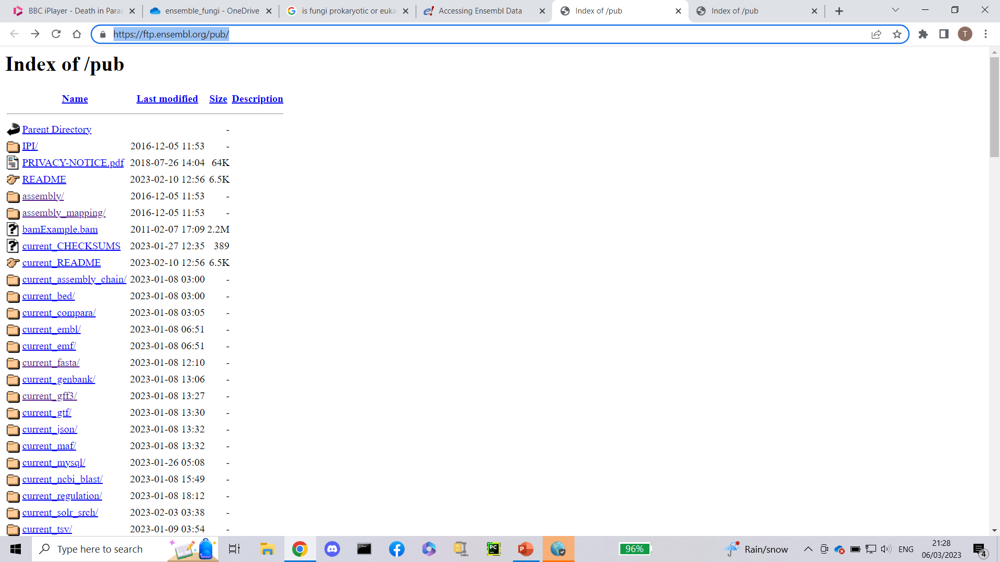 BBC iPlayer - Death in Parad
ensemble_fungi - OneDrive
is fungi prokaryotic or euka
Accessing Ensembl Data
Index of /pub
Index of /pub
https://ftp.ensembl.org/pub/
T
Index of /pub
Name Last modified Size Description
Parent Directory -
IPI/ 2016-12-05 11:53 -
PRIVACY-NOTICE.pdf 2018-07-26 14:04 64K
README 2023-02-10 12:56 6.5K
assembly/ 2016-12-05 11:53 -
assembly_mapping/ 2016-12-05 11:53 -
bamExample.bam 2011-02-07 17:09 2.2M
current_CHECKSUMS 2023-01-27 12:35 389
current_README 2023-02-10 12:56 6.5K
current_assembly_chain/ 2023-01-08 03:00 -
current_bed/ 2023-01-08 03:00 -
current_compara/ 2023-01-08 03:05 -
current_embl/ 2023-01-08 06:51 -
current_emf/ 2023-01-08 06:51 -
current_fasta/ 2023-01-08 12:10 -
current_genbank/ 2023-01-08 13:06 -
current_gff3/ 2023-01-08 13:27 -
current_gtf/ 2023-01-08 13:30 -
current_json/ 2023-01-08 13:32 -
current_maf/ 2023-01-08 13:32 -
current_mysql/ 2023-01-26 05:08 -
current_ncbi_blast/ 2023-01-08 15:49 -
current_regulation/ 2023-01-08 18:12 -
current_solr_srch/ 2023-02-03 03:38 -
current_tsv/ 2023-01-09 03:54 -
Type here to search
PC
P
96%
Rain/snow
ENG
21:28
06/03/2023
4